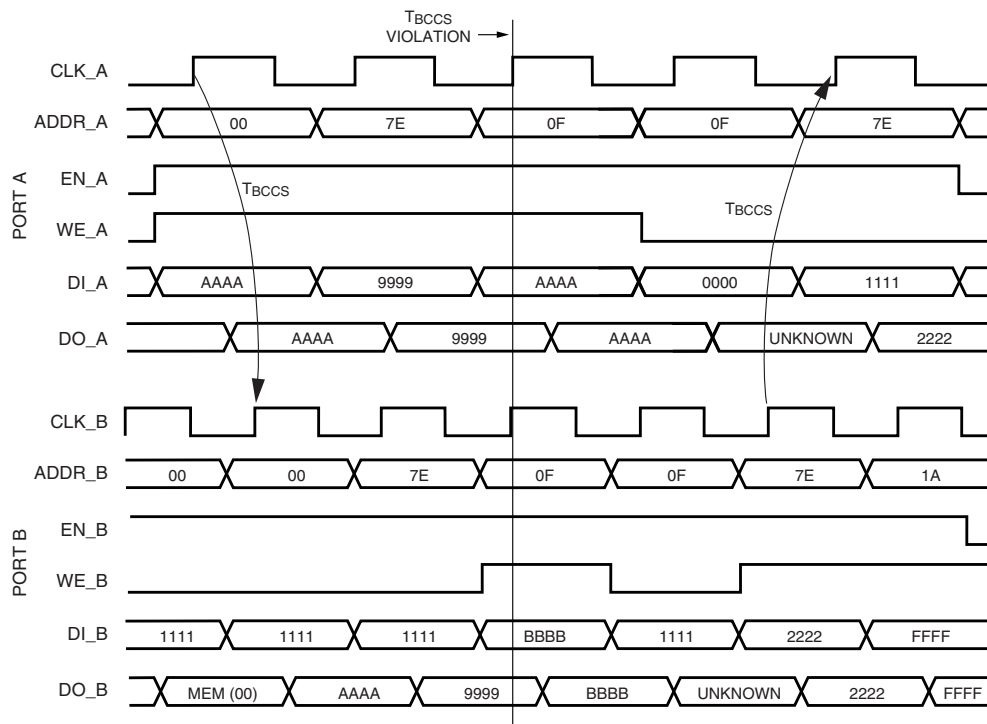 TBCCS
VIOLATION
CLK_A
PORT A
ADDR_A 00 7E 0F 0F 7E
EN_A
TBCCS
TBCCS
WE_A
DI_A AAAA 9999 AAAA 0000 1111
DO_A AAAA 9999 AAAA UNKNOWN 2222
CLK_B
PORT B
ADDR_B 00 00 7E 0F 0F 7E 1A
EN_B
WE_B
DI_B 1111 1111 1111 BBBB 1111 2222 FFFF
DO_B MEM (00) AAAA 9999 BBBB UNKNOWN 2222 FFFF